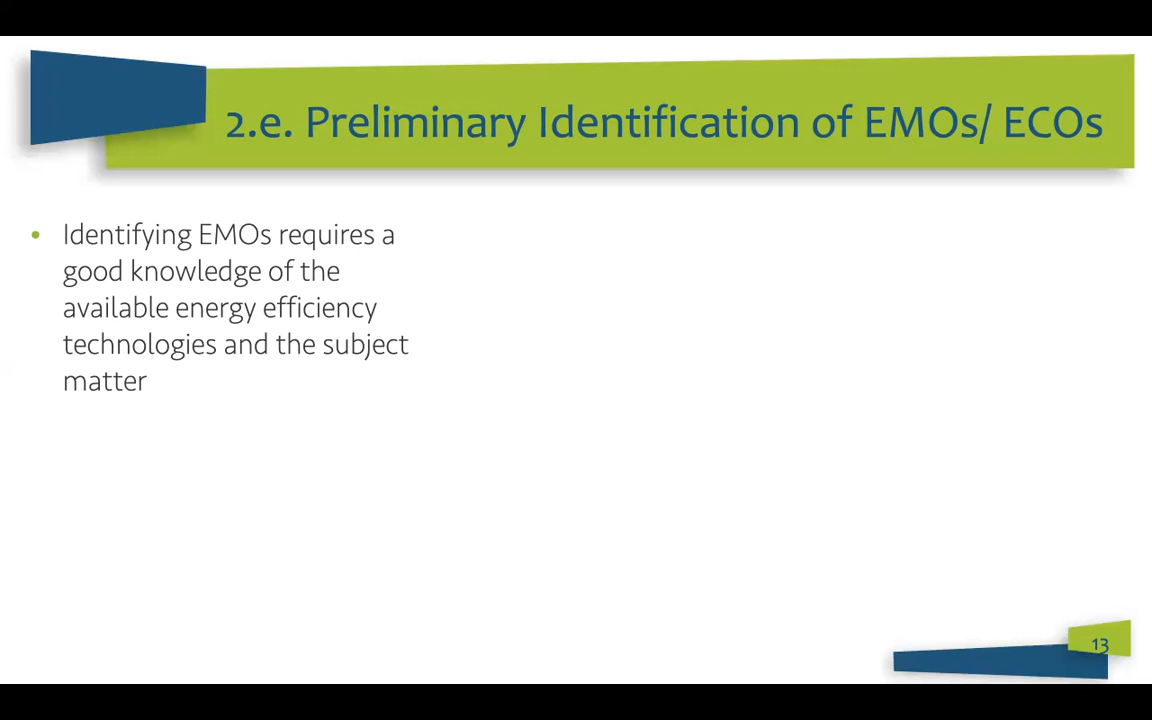 2.e. Preliminary Identification of EMOs/ ECOs
• Identifying EMOs requires a
good knowledge of the
available energy efficiency
technologies and the subject
matter
13